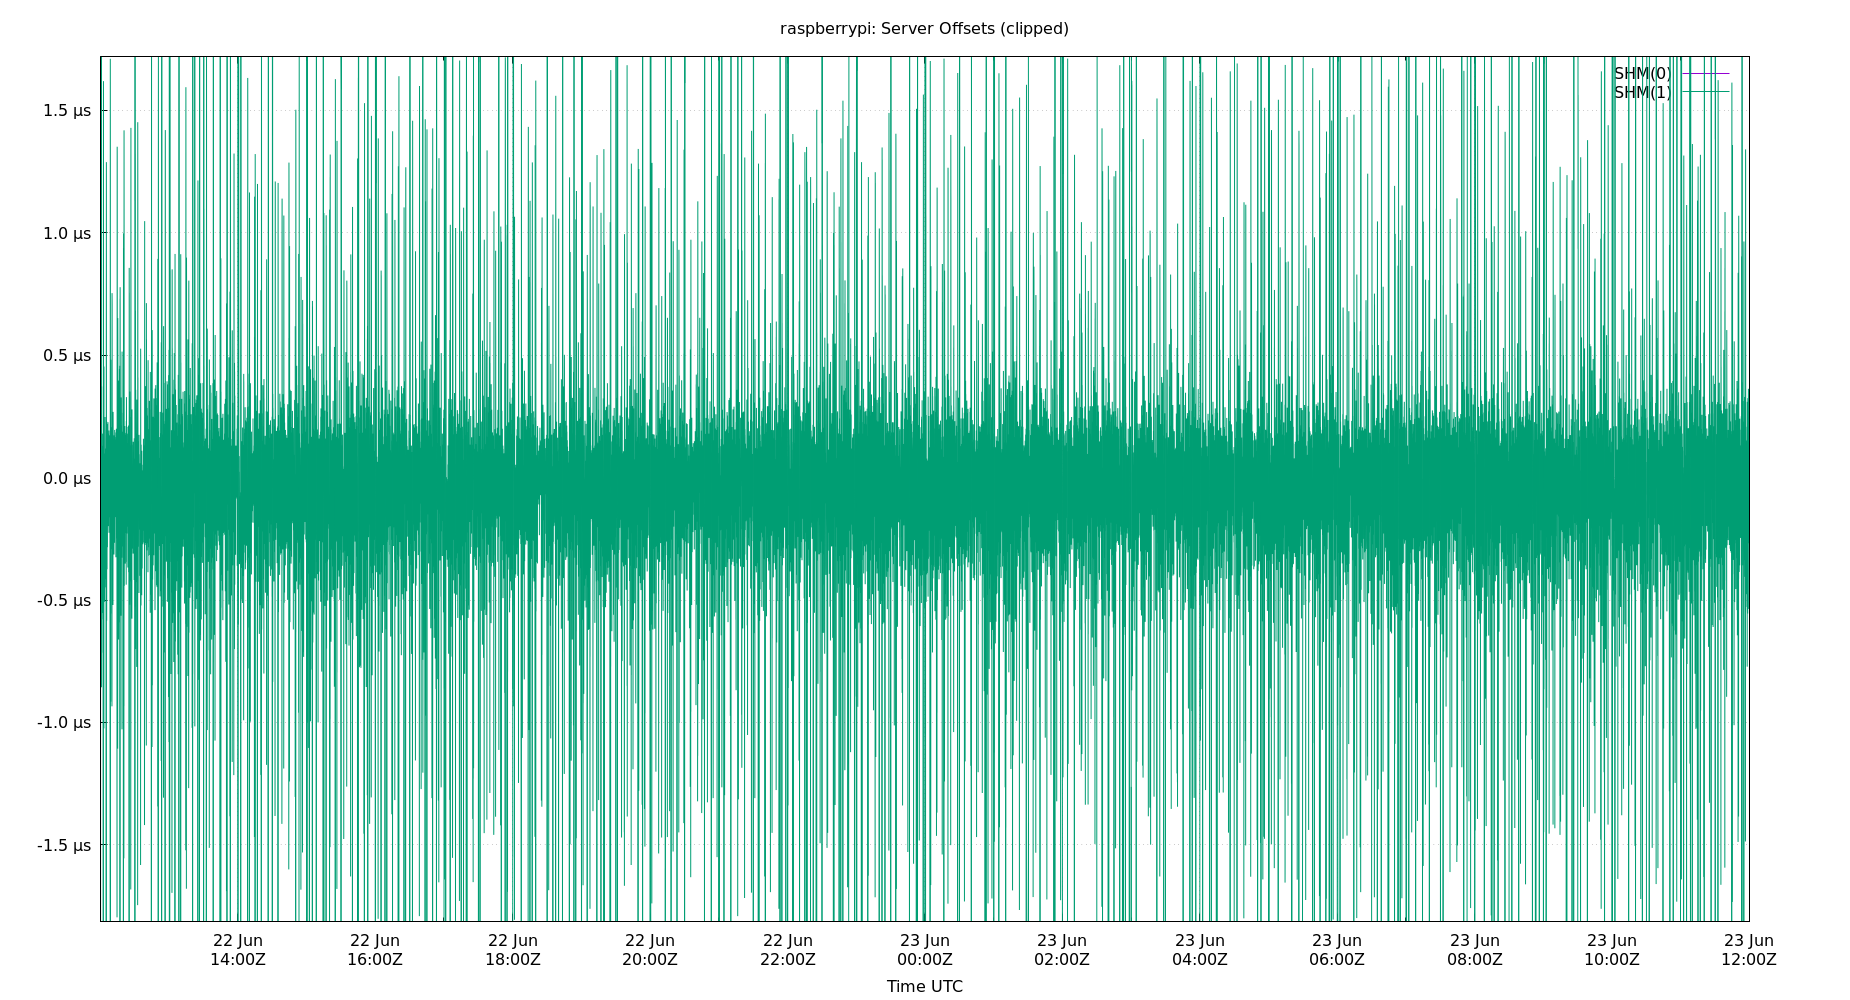 raspberrypi: Server Offsets (clipped)
SHM(0)
SHM(1)
1.5 µs
1.0 µs
0.5 µs
0.0 µs
-0.5 µs
-1.0 µs
-1.5 µs
22 Jun 22 Jun 22 Jun 22 Jun 22 Jun 23 Jun 23 Jun 23 Jun 23 Jun 23 Jun 23 Jun 23 Jun
14:00Z 16:00Z 18:00Z 20:00Z 22:00Z 00:00Z 02:00Z 04:00Z 06:00Z 08:00Z 10:00Z 12:00Z
Time UTC